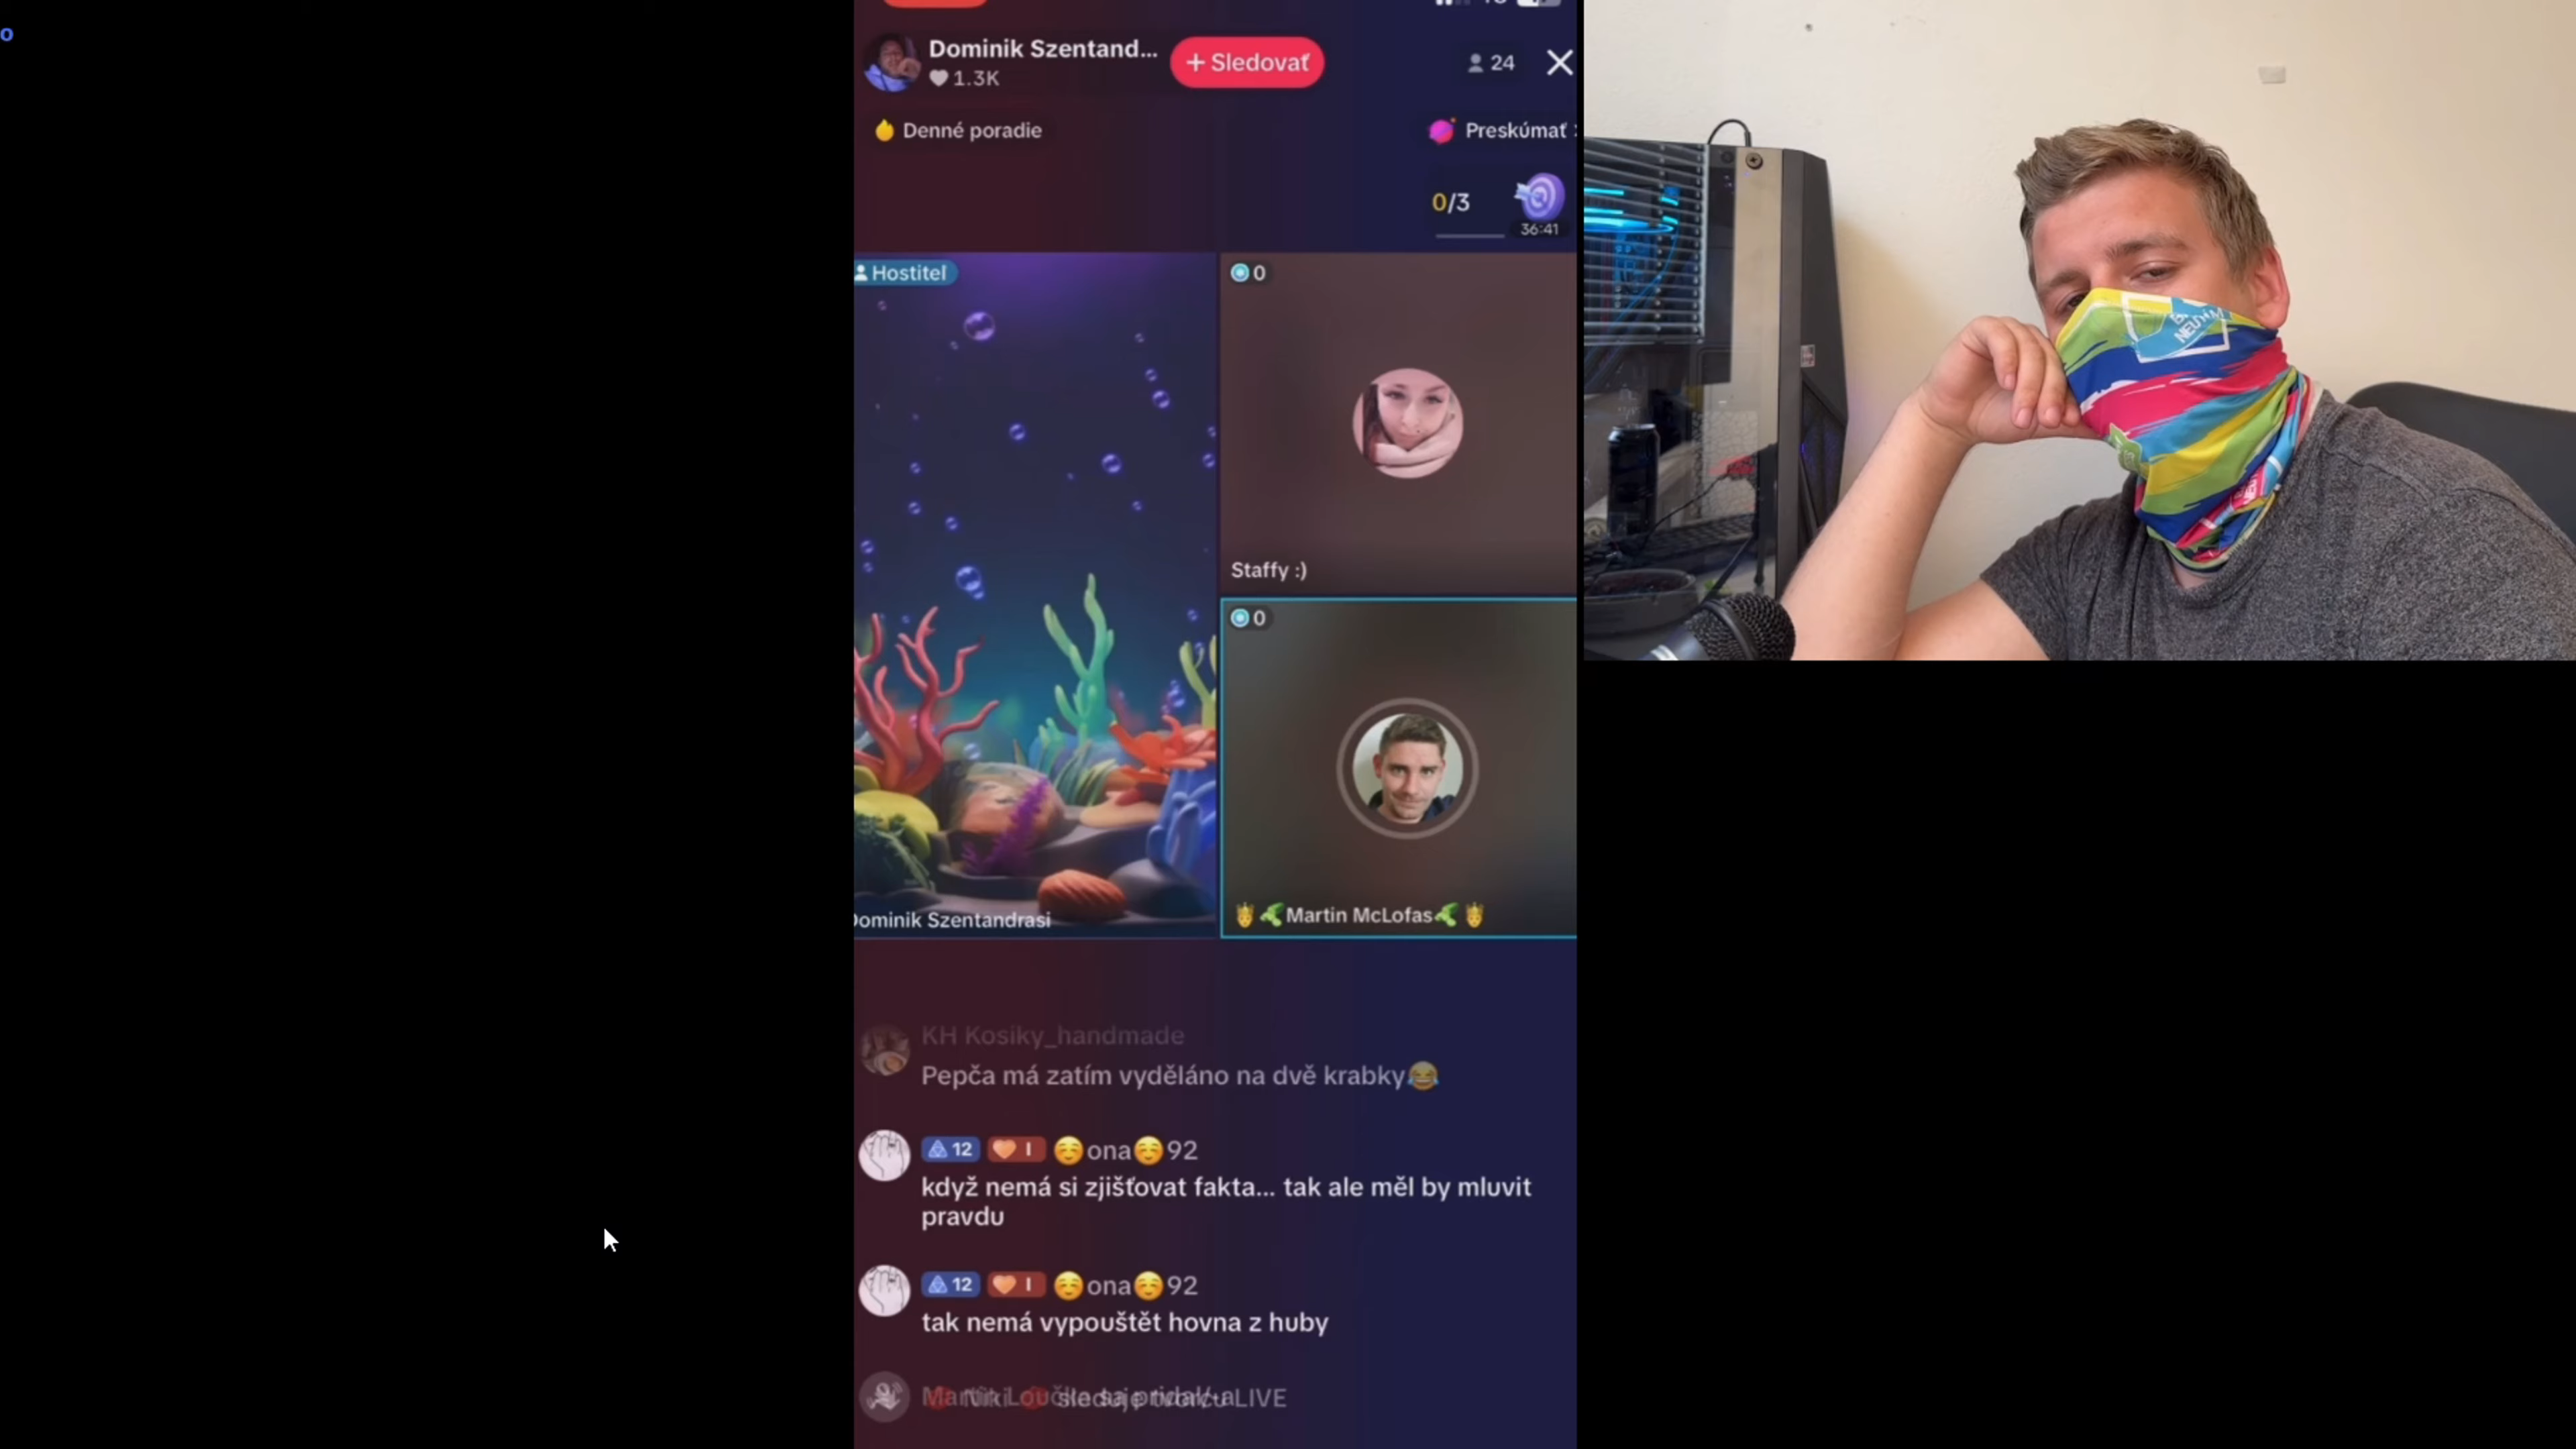 o
Dominik Szentand...
1.3K
+ Sledovať
24
Denné poradie
Preskúmať
0/3
36:41
Hostiteľ
0
Staffy :)
0
Dominik Szentandrasi
Martin McLofas
KH Kosiky_handmade
Pepča má zatím vyděláno na dvě krabky😂
12 I ☺️ona☺️92
když nemá si zjišťovat fakta... tak ale měl by mluvit
pravdu
12 I ☺️ona☺️92
tak nemá vypouštět hovna z huby
LIVE